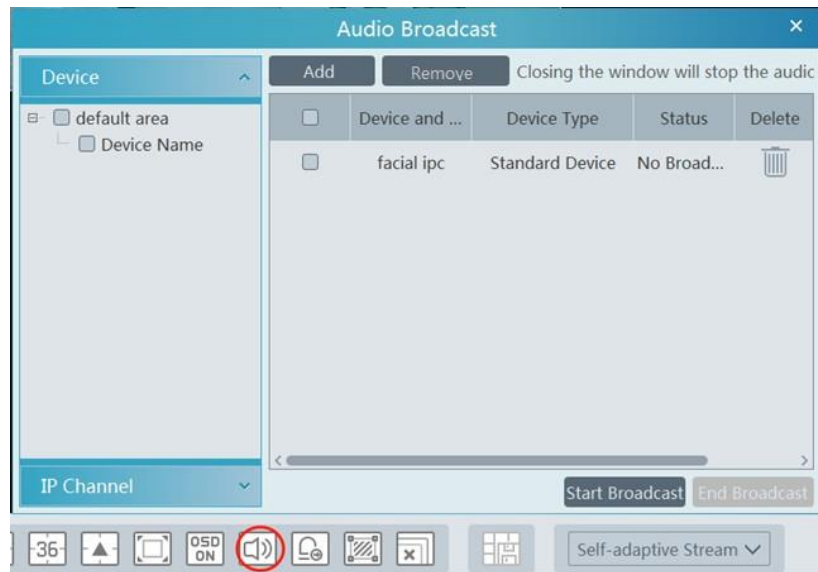 Audio Broadcast
Device
Add
Remove
Closing the window will stop the audic
default area
Device Name
Device and ...
Device Type
Status
Delete
facial ipc
Standard Device
No Broad...
IP Channel
Start Broadcast
End Broadcast
36
OSD
ON
Self-adaptive Stream